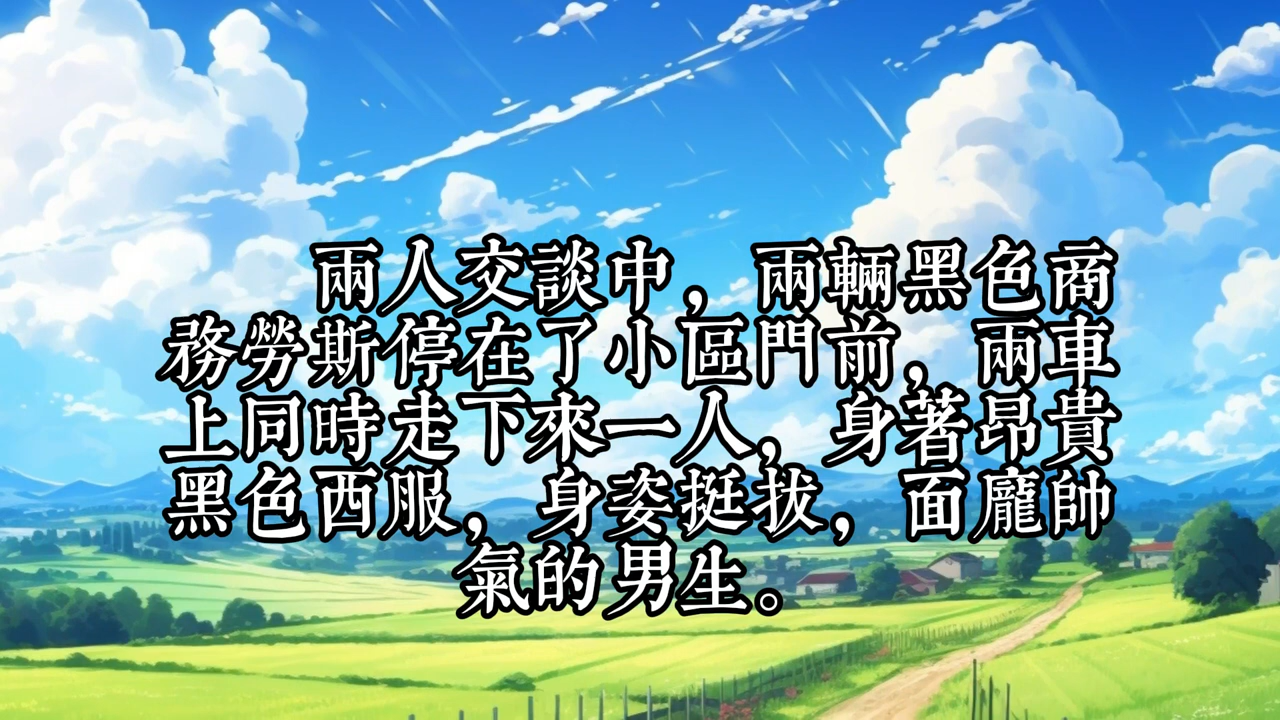 兩人交談中，兩輛黑色商
務勞斯停在了小區門前，兩車
上同時走下來一人，身著昂貴
黑色西服，身姿挺拔，面龐帥
氣的男生。